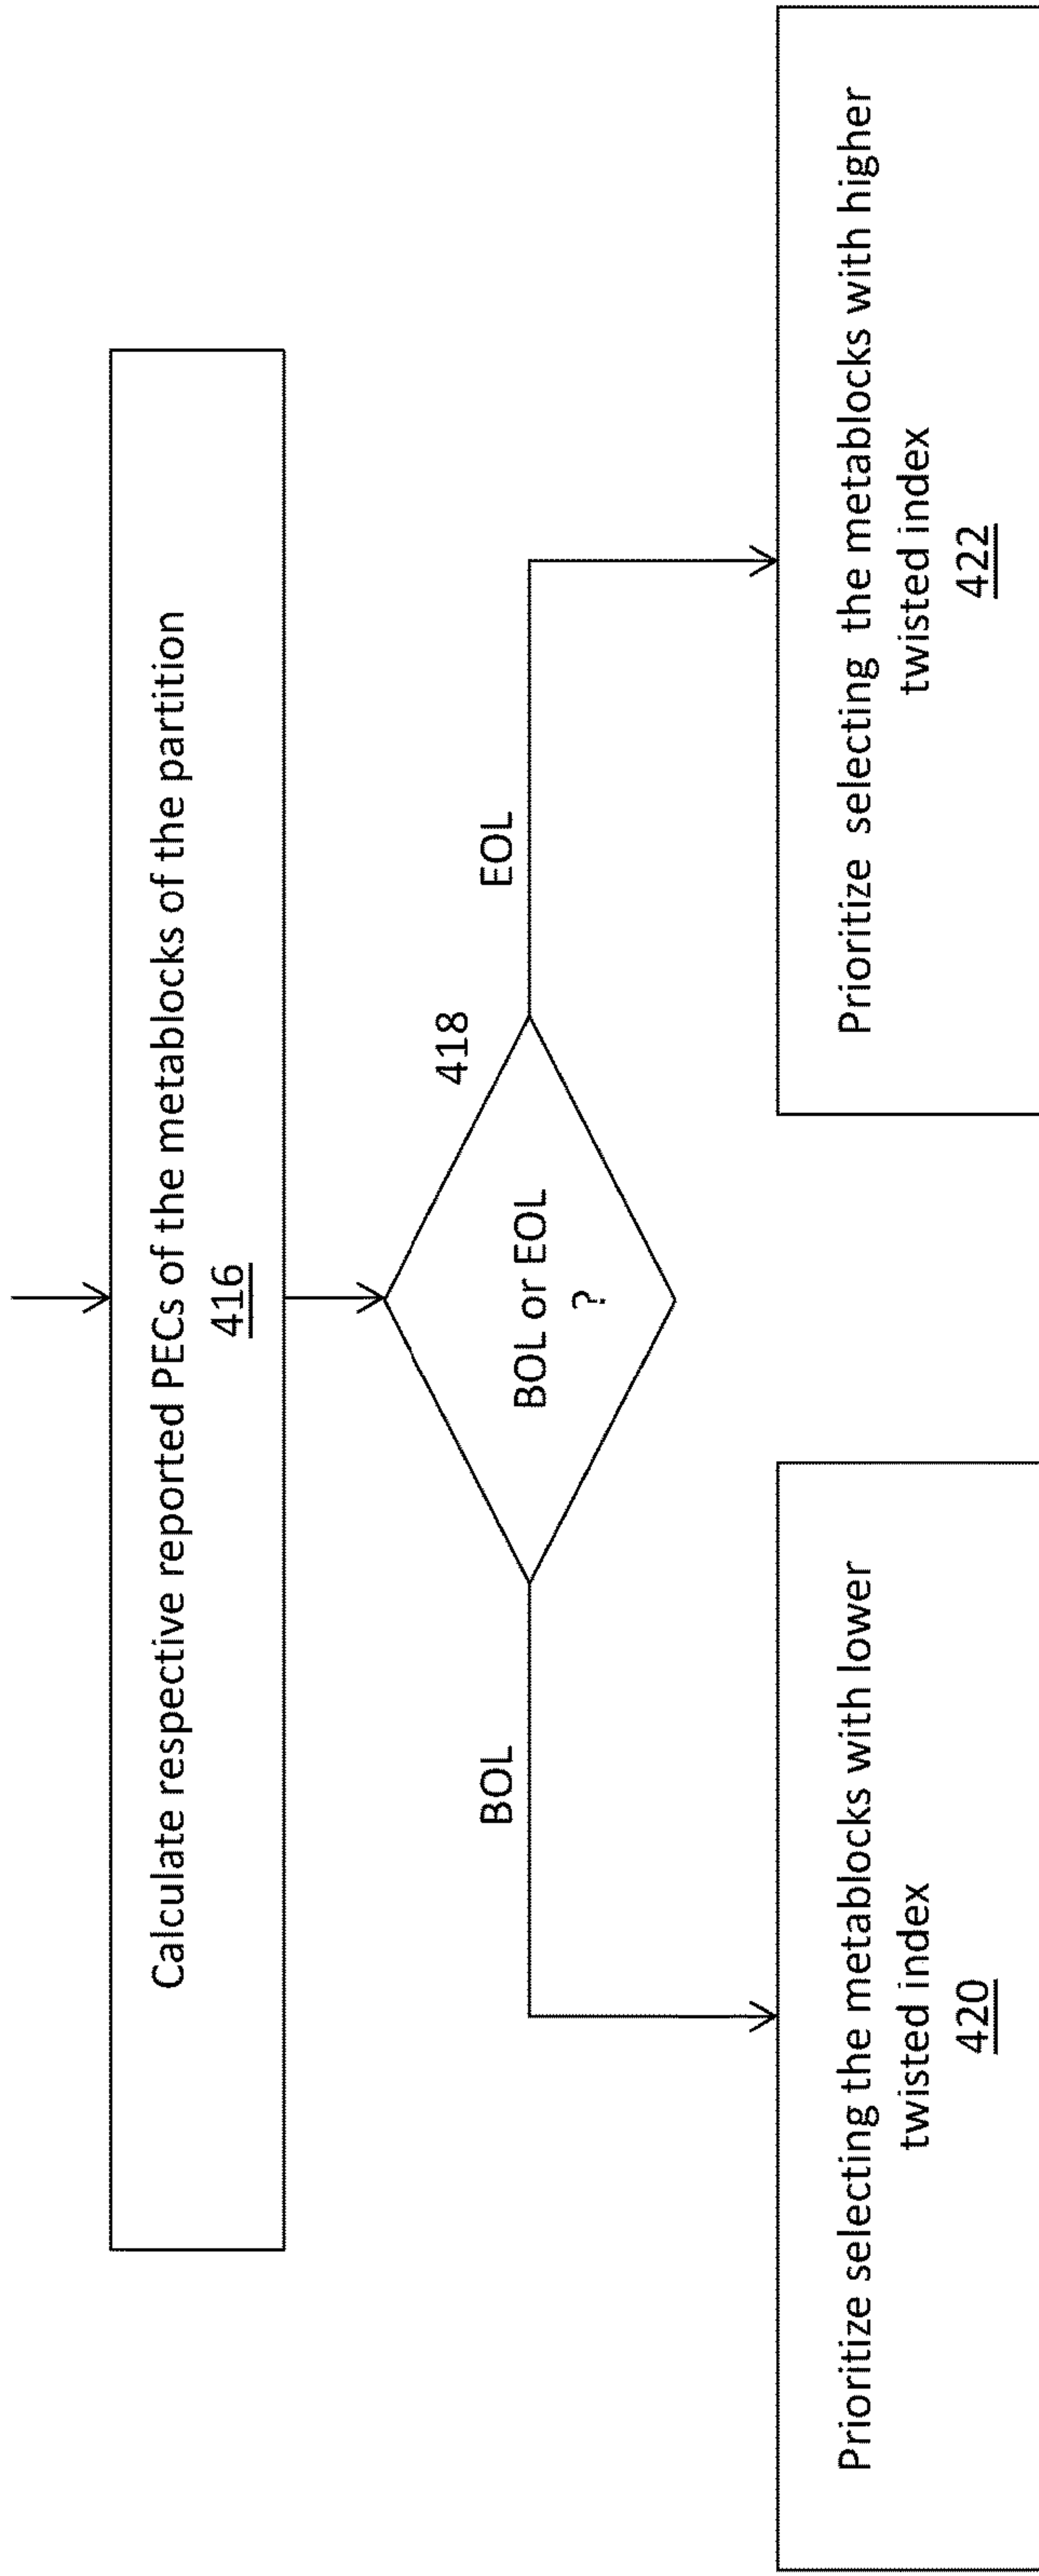 Calculate respective reported PECs of the metablocks of the partition
416
418
BOL or EOL
?
BOL
EOL
Prioritize selecting the metablocks with lower
twisted index
420
Prioritize selecting the metablocks with higher
twisted index
422